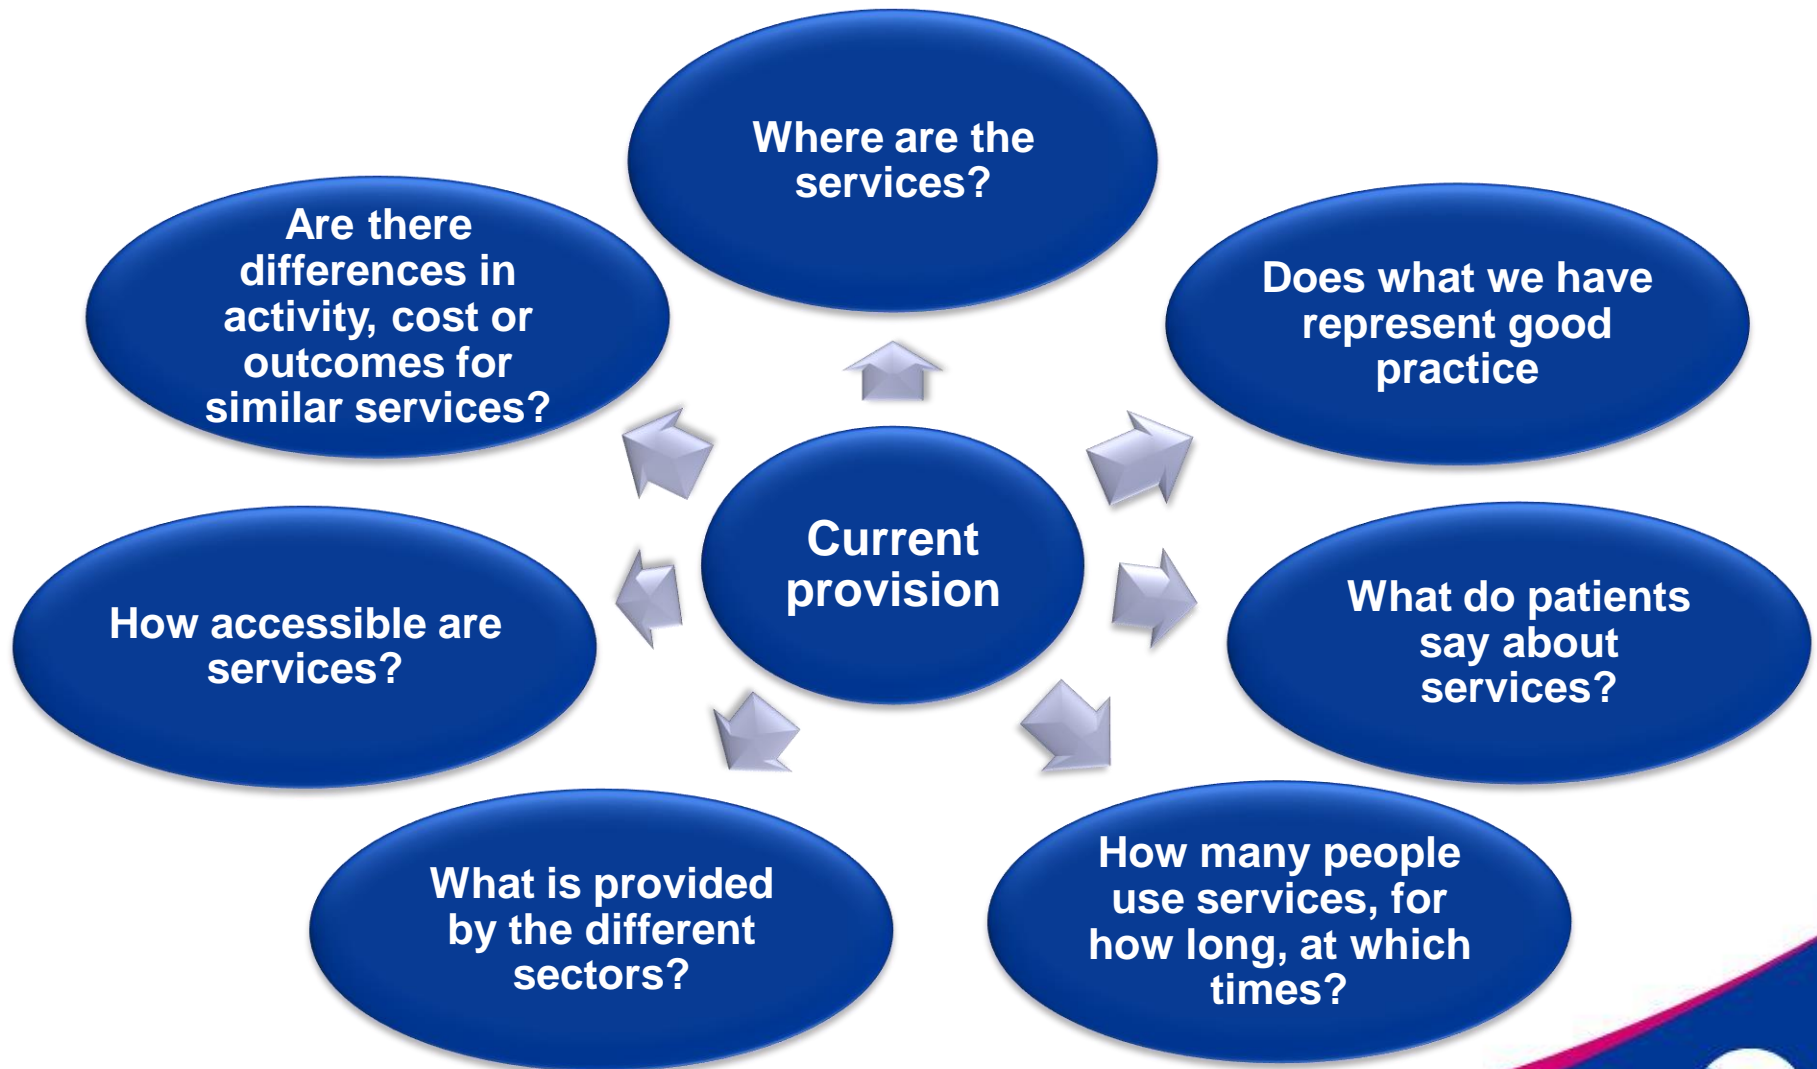 Where are the
services?
Does what we have
represent good
practice
What do patients
say about
services?
How many people
use services, for
how long, at which
times?
What is provided
by the different
sectors?
How accessible are
services?
Are there
differences in
activity, cost or
outcomes for
similar services?
Current
provision